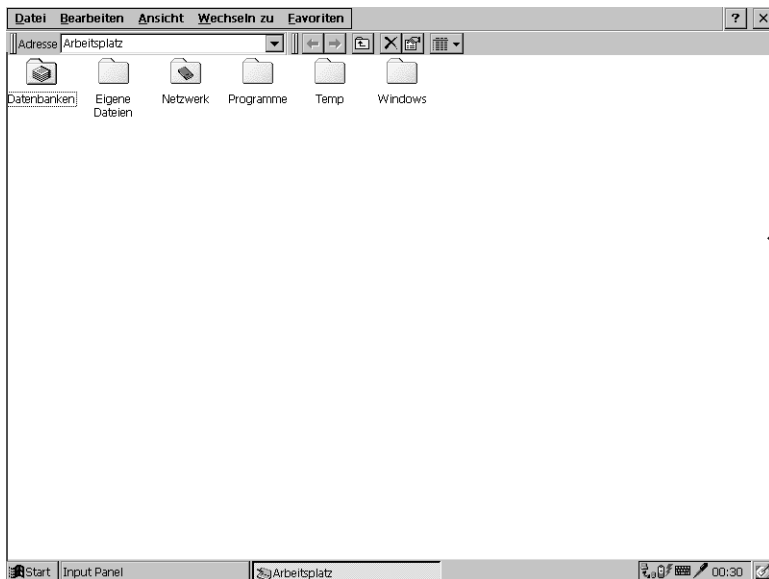 Datei Bearbeiten Ansicht Wechseln zu Favoriten ? ×
Adresse Arbeitsplatz
Datenbanken Eigene Dateien Netzwerk Programme Temp Windows
Start Input Panel Arbeitsplatz 00:30